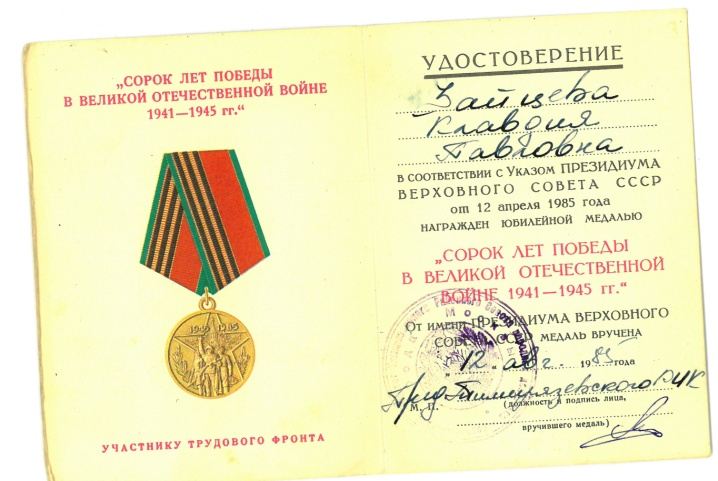 „СОРОК ЛЕТ ПОБЕДЫ
В ВЕЛИКОЙ ОТЕЧЕСТВЕННОЙ ВОЙНЕ
1941—1945 гг.“
1945 1985
УЧАСТНИКУ ТРУДОВОГО ФРОНТА
УДОСТОВЕРЕНИЕ
Зайцева
Клавдия
Павловна
В СООТВЕТСТВИИ С УКАЗОМ ПРЕЗИДИУМА
ВЕРХОВНОГО СОВЕТА СССР
от 12 апреля 1985 года
НАГРАЖДЕН ЮБИЛЕЙНОЙ МЕДАЛЬЮ
„СОРОК ЛЕТ ПОБЕДЫ
В ВЕЛИКОЙ ОТЕЧЕСТВЕННОЙ
ВОЙНЕ 1941—1945 гг.“
От имени ПРЕЗИДИУМА ВЕРХОВНОГО
СОВЕТА СССР МЕДАЛЬ ВРУЧЕНА
„12“ авг. 1985 года
Пред. Тимирязевского РИК
М. П. (должность и подпись лица,
вручившего медаль)